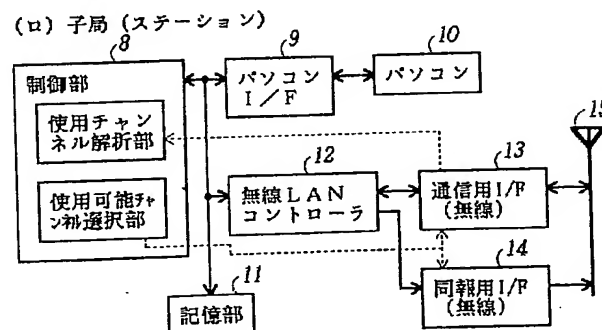 (ロ) 子局 (ステーション)
8
9
10
制御部
パソコン
I/F
パソコン
使用チャン
ネル解折部
使用可能チャ
ンネル選択部
12
無線LAN
コントローラ
13
通信用I/F
(無線)
15
14
同報用I/F
(無線)
11
記憶部